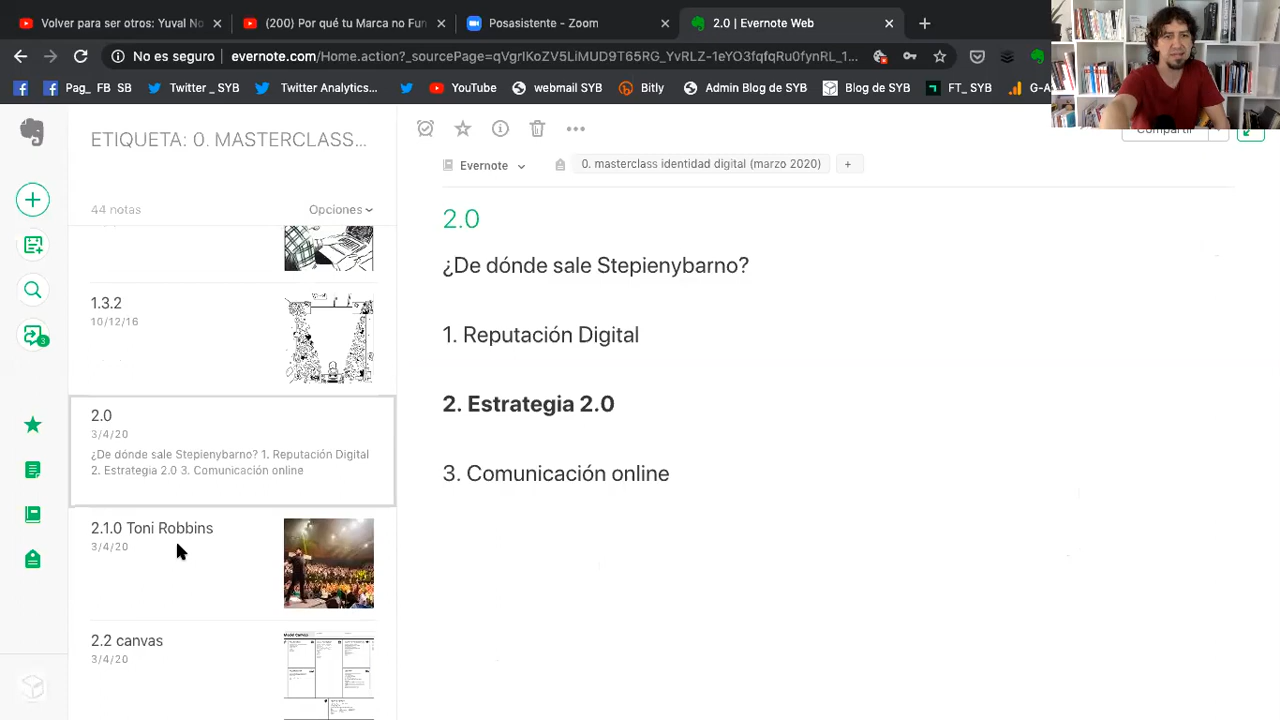 Volver para ser otros: Yuval No
(200) Por qué tu Marca no Fun
Posasistente - Zoom
2.0 | Evernote Web
No es seguro
evernote.com/Home.action?_sourcePage=qVgrIKoZV5LiMUD9T65RG_YvRLZ-1eYO3fqfqRu0fynRL_1...
Pag_ FB SB
Twitter _SYB
Twitter Analytics...
YouTube
webmail SYB
Bitly
Admin Blog de SYB
Blog de SYB
FT_ SYB
G-A
ETIQUETA: 0. MASTERCLASS...
44 notas
Opciones
1.3.2
10/12/16
2.0
3/4/20
¿De dónde sale Stepienybarno? 1. Reputación Digital
2. Estrategia 2.0 3. Comunicación online
2.1.0 Toni Robbins
3/4/20
2.2 canvas
3/4/20
3
Compartir
Evernote
0. masterclass identidad digital (marzo 2020)
+
2.0
¿De dónde sale Stepienybarno?
1. Reputación Digital
2. Estrategia 2.0
3. Comunicación online